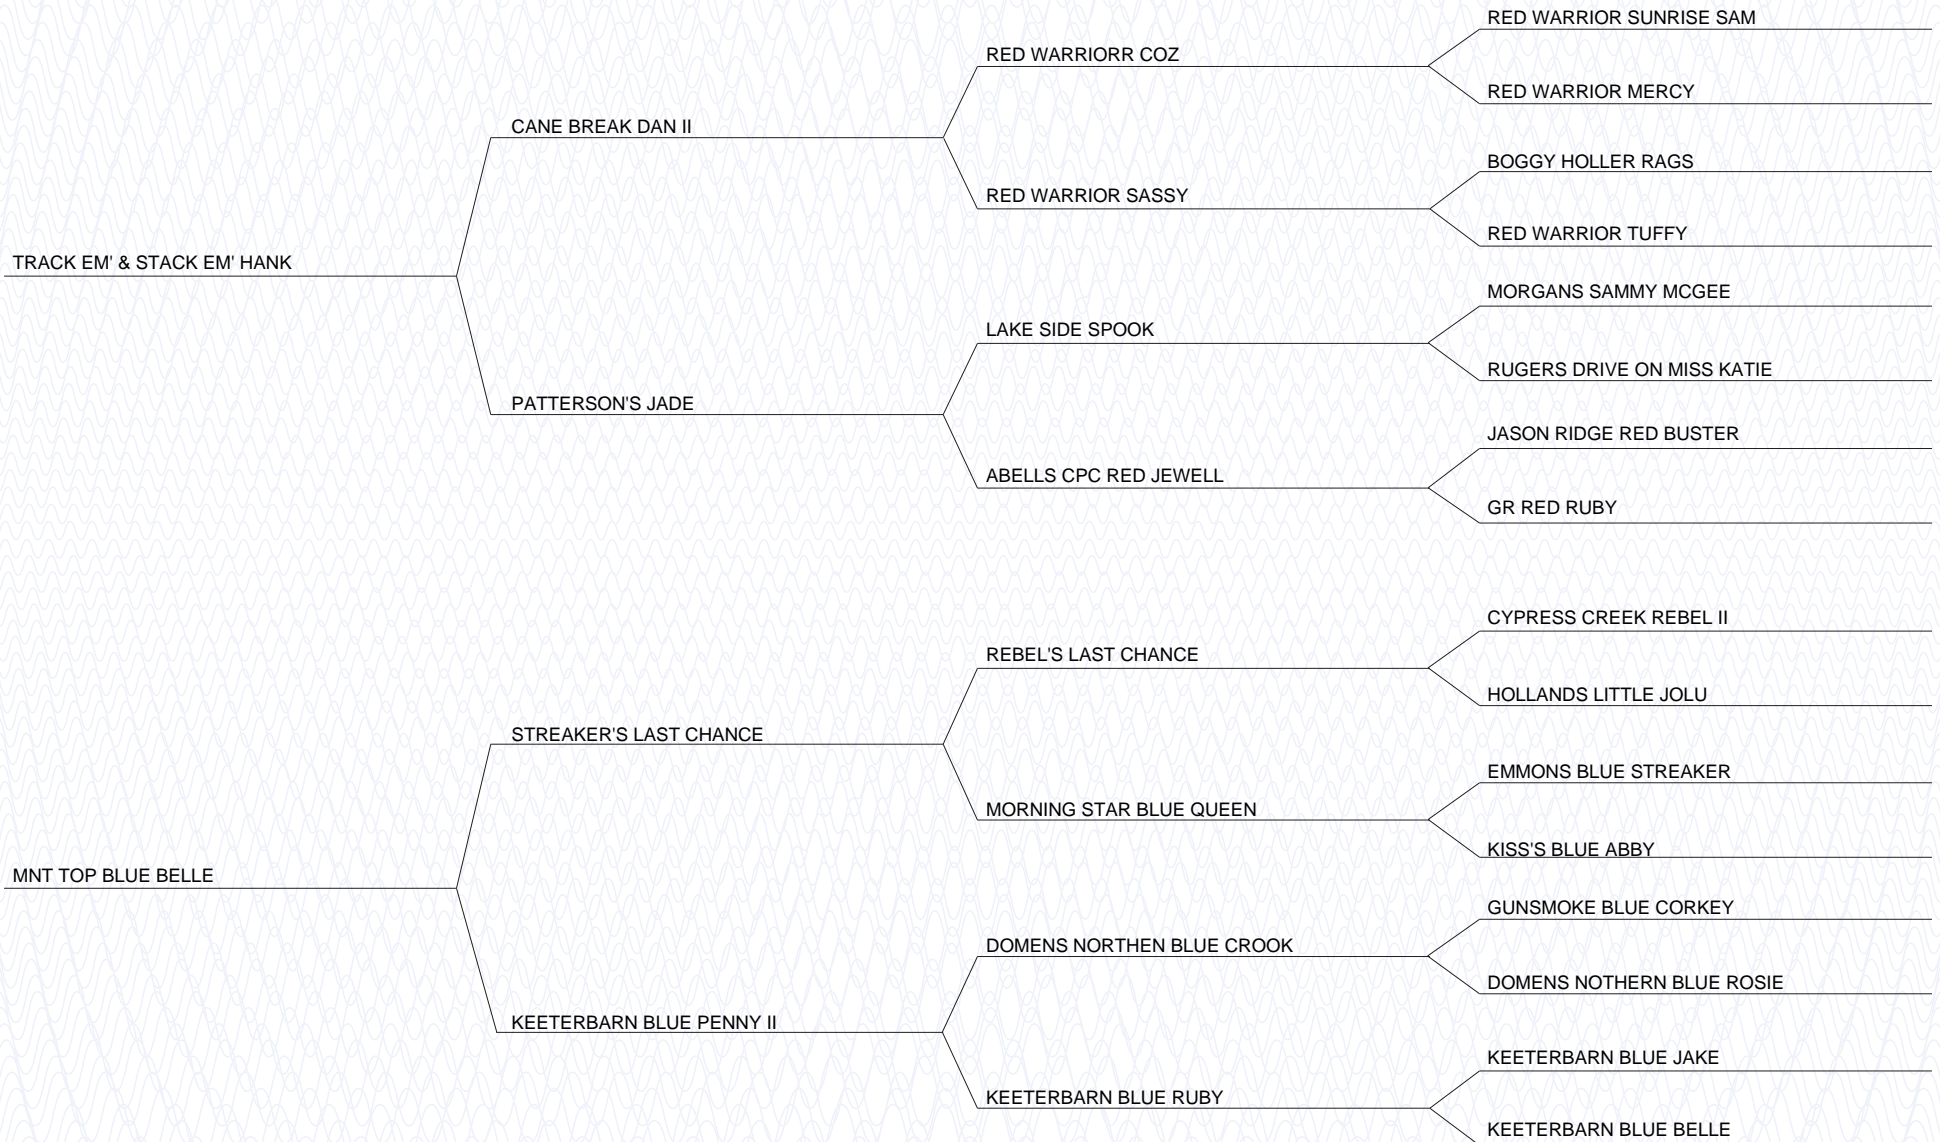 RED WARRIOR SUNRISE SAM
RED WARRIORR COZ
RED WARRIOR MERCY
CANE BREAK DAN II
BOGGY HOLLER RAGS
RED WARRIOR SASSY
RED WARRIOR TUFFY
TRACK EM' & STACK EM' HANK
MORGANS SAMMY MCGEE
LAKE SIDE SPOOK
RUGERS DRIVE ON MISS KATIE
PATTERSON'S JADE
JASON RIDGE RED BUSTER
ABELLS CPC RED JEWELL
GR RED RUBY
CYPRESS CREEK REBEL II
REBEL'S LAST CHANCE
HOLLANDS LITTLE JOLU
STREAKER'S LAST CHANCE
EMMONS BLUE STREAKER
MORNING STAR BLUE QUEEN
KISS'S BLUE ABBY
MNT TOP BLUE BELLE
GUNSMOKE BLUE CORKEY
DOMENS NORTHEN BLUE CROOK
DOMENS NOTHERN BLUE ROSIE
KEETERBARN BLUE PENNY II
KEETERBARN BLUE JAKE
KEETERBARN BLUE RUBY
KEETERBARN BLUE BELLE